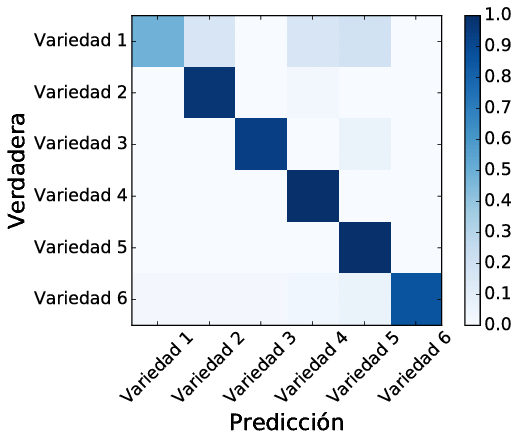 Variedad 1
Variedad 2
Variedad 3
Variedad 4
Variedad 5
Variedad 6
Verdadera
Variedad 1
Variedad 2
Variedad 3
Variedad 4
Variedad 5
Variedad 6
Predicción
1.0
0.9
0.8
0.7
0.6
0.5
0.4
0.3
0.2
0.1
0.0